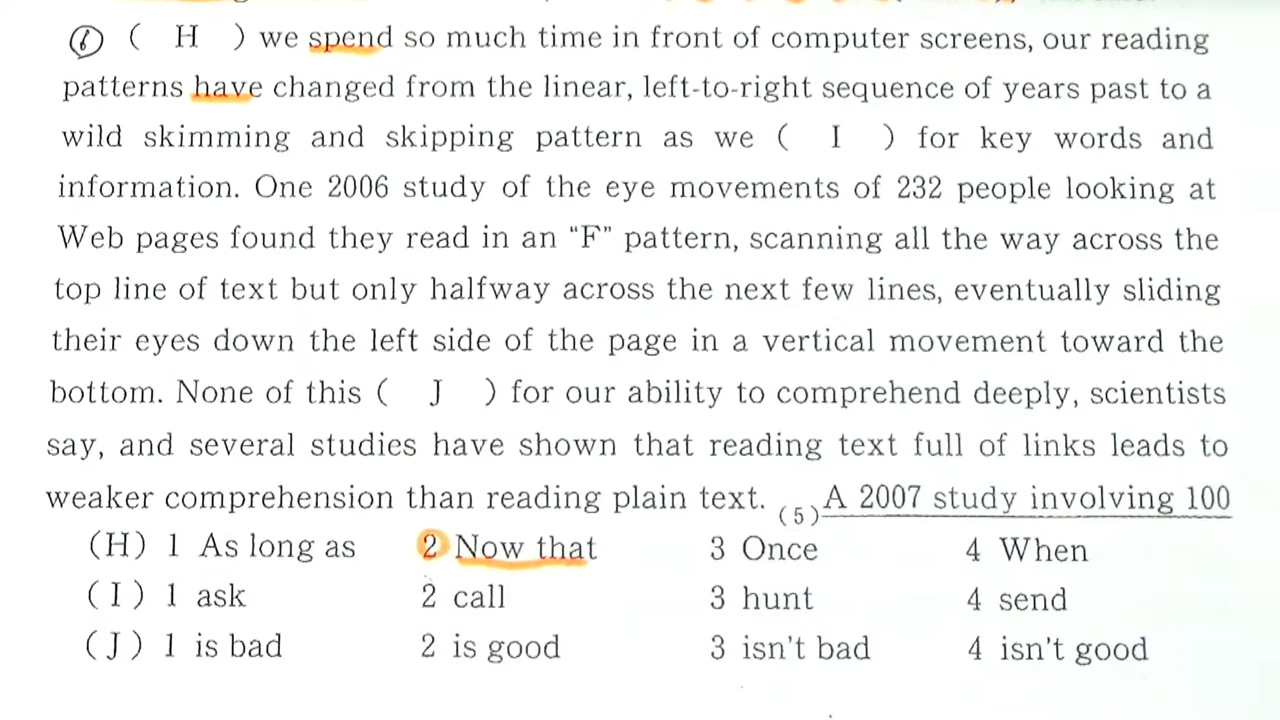 ⑥ ( H ) we spend so much time in front of computer screens, our reading
patterns have changed from the linear, left-to-right sequence of years past to a
wild skimming and skipping pattern as we ( I ) for key words and
information. One 2006 study of the eye movements of 232 people looking at
Web pages found they read in an “F” pattern, scanning all the way across the
top line of text but only halfway across the next few lines, eventually sliding
their eyes down the left side of the page in a vertical movement toward the
bottom. None of this ( J ) for our ability to comprehend deeply, scientists
say, and several studies have shown that reading text full of links leads to
weaker comprehension than reading plain text. (5) A 2007 study involving 100
(H) 1 As long as 2 Now that 3 Once 4 When
(I) 1 ask 2 call 3 hunt 4 send
(J) 1 is bad 2 is good 3 isn't bad 4 isn't good